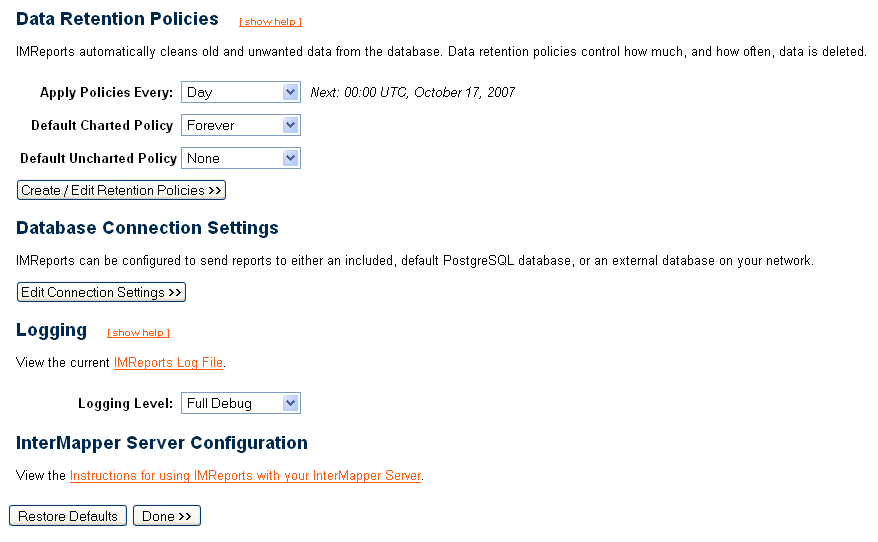 Data Retention Policies [ show help ]
IMReports automatically cleans old and unwanted data from the database. Data retention policies control how much, and how often, data is deleted.
Apply Policies Every: Day Next: 00:00 UTC, October 17, 2007
Default Charted Policy Forever
Default Uncharted Policy None
Create / Edit Retention Policies >>
Database Connection Settings
IMReports can be configured to send reports to either an included, default PostgreSQL database, or an external database on your network.
Edit Connection Settings >>
Logging [ show help ]
View the current IMReports Log File.
Logging Level: Full Debug
InterMapper Server Configuration
View the Instructions for using IMReports with your InterMapper Server.
Restore Defaults Done >>